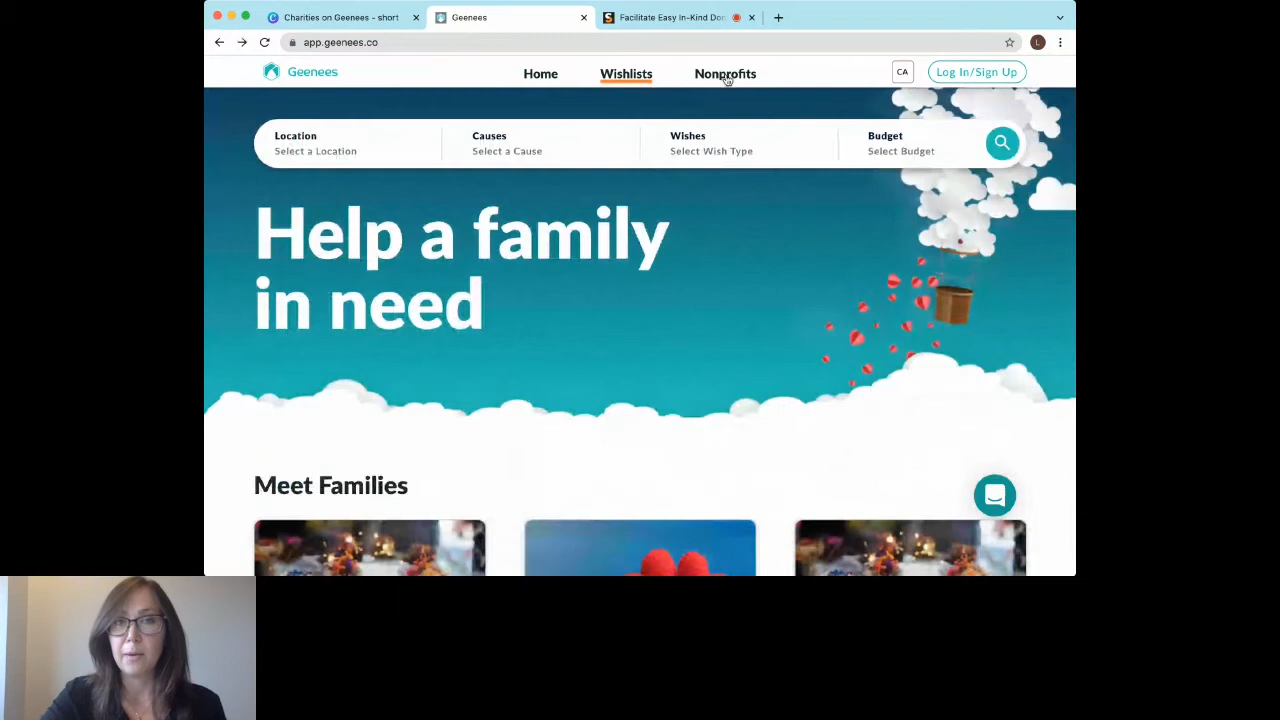 Charities on Geenees - short
Geenees
Facilitate Easy In-Kind Don
app.geenees.co
L
Geenees
Home
Wishlists
Nonprofits
CA
Log In/Sign Up
Location
Select a Location
Causes
Select a Cause
Wishes
Select Wish Type
Budget
Select Budget
Help a family
in need
Meet Families